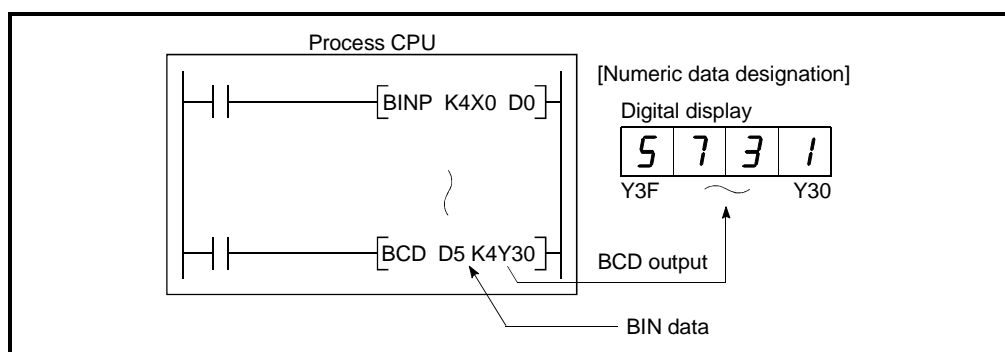 Process CPU
BINP K4X0 D0
[Numeric data designation]
Digital display
5 7 3 1
Y3F Y30
BCD D5 K4Y30
BCD output
BIN data